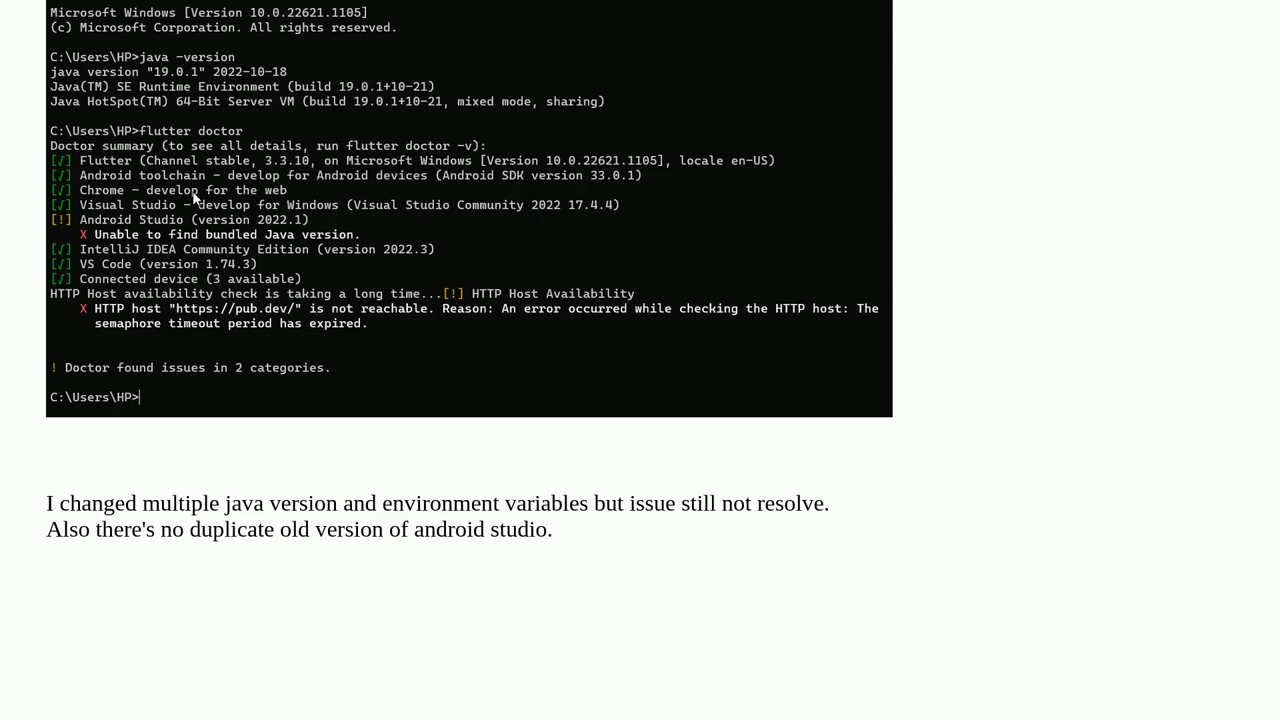 Microsoft Windows [Version 10.0.22621.1105]
(c) Microsoft Corporation. All rights reserved.
C:\Users\HP>java -version
java version "19.0.1" 2022-10-18
Java(TM) SE Runtime Environment (build 19.0.1+10-21)
Java HotSpot(TM) 64-Bit Server VM (build 19.0.1+10-21, mixed mode, sharing)
C:\Users\HP>flutter doctor
Doctor summary (to see all details, run flutter doctor -v):
[√] Flutter (Channel stable, 3.3.10, on Microsoft Windows [Version 10.0.22621.1105], locale en-US)
[√] Android toolchain - develop for Android devices (Android SDK version 33.0.1)
[√] Chrome - develop for the web
[√] Visual Studio - develop for Windows (Visual Studio Community 2022 17.4.4)
[!] Android Studio (version 2022.1)
X Unable to find bundled Java version.
[√] IntelliJ IDEA Community Edition (version 2022.3)
[√] VS Code (version 1.74.3)
[√] Connected device (3 available)
HTTP Host availability check is taking a long time...[!] HTTP Host Availability
X HTTP host "https://pub.dev/" is not reachable. Reason: An error occurred while checking the HTTP host: The
semaphore timeout period has expired.
! Doctor found issues in 2 categories.
C:\Users\HP>
I changed multiple java version and environment variables but issue still not resolve.
Also there's no duplicate old version of android studio.